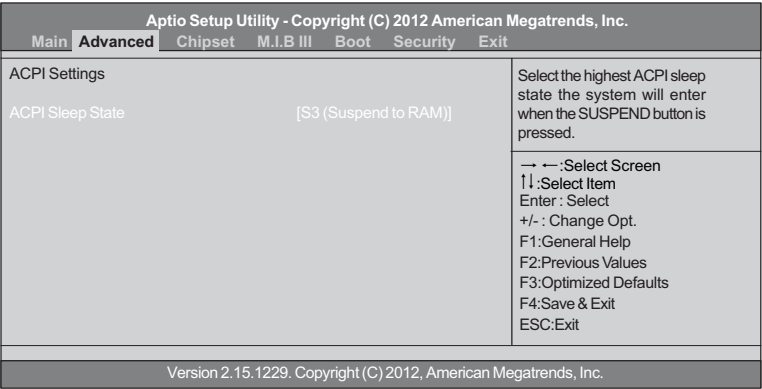 Aptio Setup Utility - Copyright (C) 2012 American Megatrends, Inc.
Main Advanced Chipset M.I.B III Boot Security Exit
ACPI Settings
ACPI Sleep State [S3 (Suspend to RAM)]
Select the highest ACPI sleep
state the system will enter
when the SUSPEND button is
pressed.
→ ←:Select Screen
↑↓:Select Item
Enter : Select
+/- : Change Opt.
F1:General Help
F2:Previous Values
F3:Optimized Defaults
F4:Save & Exit
ESC:Exit
Version 2.15.1229. Copyright (C) 2012, American Megatrends, Inc.